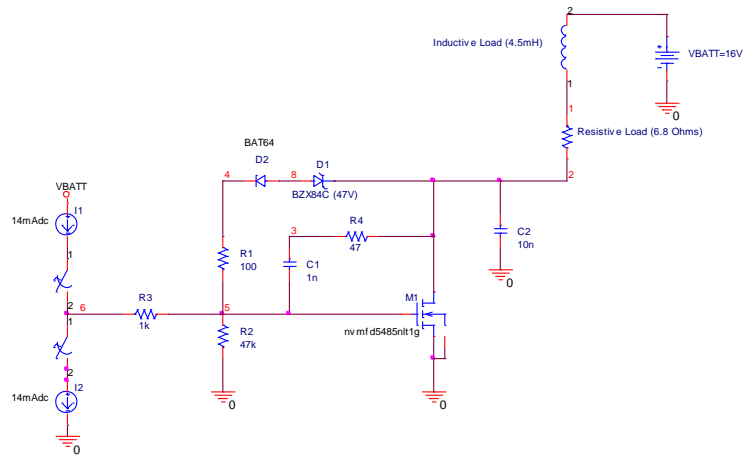 2
Inductive Load (4.5mH)
VBATT=16V
1
0
1
Resistive Load (6.8 Ohms)
2
BAT64
D2
D1
4
8
BZX84C (47V)
VBATT
I1
14mAdc
1
2
6
1
2
I2
14mAdc
0
R3
1k
R1
100
5
R2
47k
0
3
C1
1n
R4
47
M1
nvmfd5485nlt1g
0
C2
10n
0